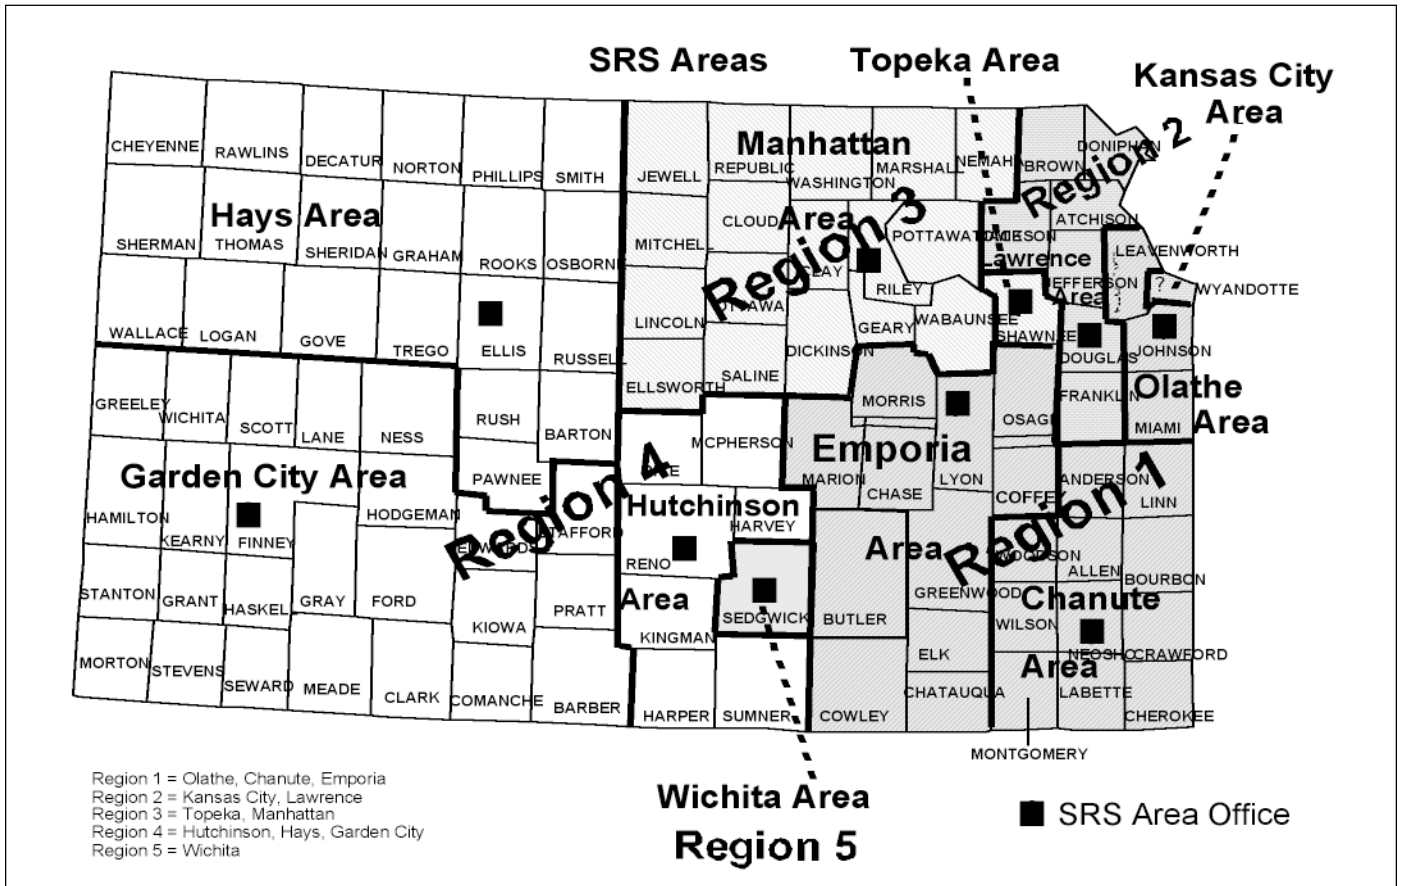 SRS Areas
Topeka Area
Kansas City
Area
Manhattan
Area
Region 3
Region 2
Hays Area
Lawrence
Area
Olathe
Area
Garden City Area
Region 4
Hutchinson
Area
Emporia
Area
Region 1
Chanute
Area
Wichita Area
Region 5
CHEYENNE
RAWLINS
DECATUR
NORTON
PHILLIPS
SMITH
JEWELL
REPUBLIC
WASHINGTON
MARSHALL
NEMAHA
BROWN
DONIPHAN
SHERMAN
THOMAS
SHERIDAN
GRAHAM
ROOKS
OSBORNE
MITCHELL
CLOUD
CLAY
RILEY
POTTAWATOMIE
JACKSON
ATCHISON
JEFFERSON
LEAVENWORTH
?
WYANDOTTE
WALLACE
LOGAN
GOVE
TREGO
ELLIS
RUSSELL
LINCOLN
OTTAWA
SALINE
DICKINSON
GEARY
WABAUNSEE
SHAWNEE
DOUGLAS
JOHNSON
GREELEY
WICHITA
SCOTT
LANE
NESS
RUSH
BARTON
ELLSWORTH
MCPHERSON
RICE
MARION
MORRIS
CHASE
LYON
OSAGE
FRANKLIN
MIAMI
HAMILTON
KEARNY
FINNEY
HODGEMAN
PAWNEE
EDWARDS
STAFFORD
RENO
HARVEY
COFFEY
ANDERSON
LINN
STANTON
GRANT
HASKEL
GRAY
FORD
KIOWA
PRATT
KINGMAN
SEDGWICK
BUTLER
GREENWOOD
WOODSON
ALLEN
BOURBON
WILSON
NEOSHO
CRAWFORD
MORTON
STEVENS
SEWARD
MEADE
CLARK
COMANCHE
BARBER
HARPER
SUMNER
COWLEY
ELK
CHATAUQUA
MONTGOMERY
LABETTE
CHEROKEE
Region 1 = Olathe, Chanute, Emporia
Region 2 = Kansas City, Lawrence
Region 3 = Topeka, Manhattan
Region 4 = Hutchinson, Hays, Garden City
Region 5 = Wichita
SRS Area Office